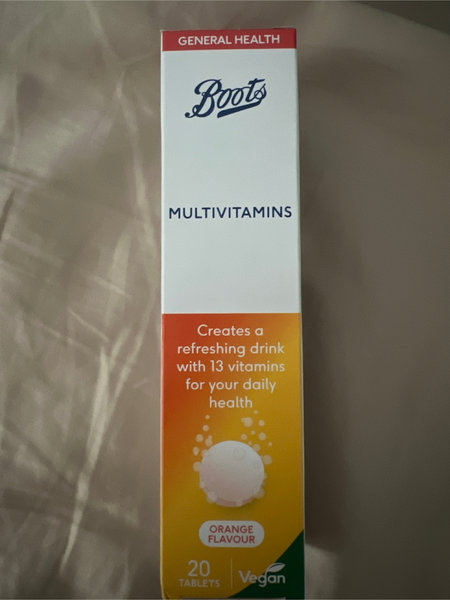 GENERAL HEALTH
Boots
MULTIVITAMINS
Creates a
refreshing drink
with 13 vitamins
for your daily
health
ORANGE
FLAVOUR
20
TABLETS
Vegan